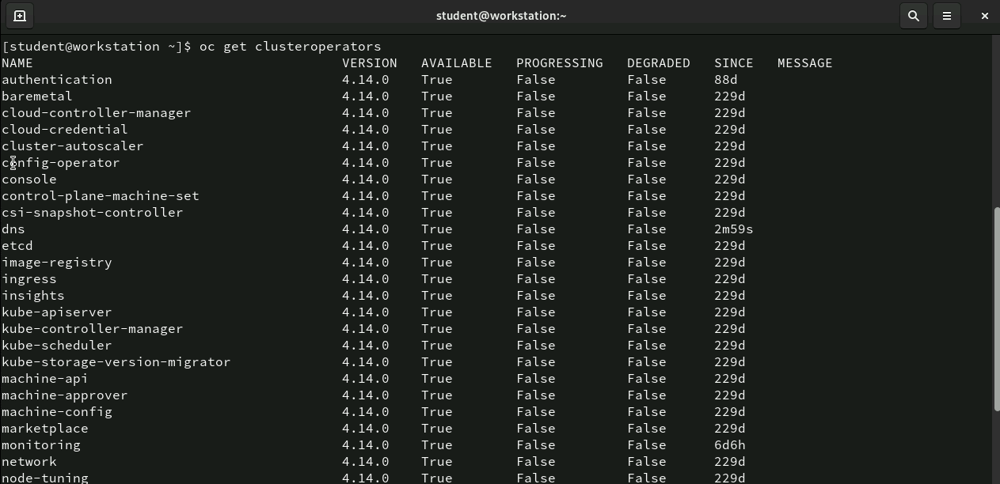 student@workstation:~
[student@workstation ~]$ oc get clusteroperators
NAME VERSION AVAILABLE PROGRESSING DEGRADED SINCE MESSAGE
authentication 4.14.0 True False False 88d
baremetal 4.14.0 True False False 229d
cloud-controller-manager 4.14.0 True False False 229d
cloud-credential 4.14.0 True False False 229d
cluster-autoscaler 4.14.0 True False False 229d
config-operator 4.14.0 True False False 229d
console 4.14.0 True False False 229d
control-plane-machine-set 4.14.0 True False False 229d
csi-snapshot-controller 4.14.0 True False False 229d
dns 4.14.0 True False False 2m59s
etcd 4.14.0 True False False 229d
image-registry 4.14.0 True False False 229d
ingress 4.14.0 True False False 229d
insights 4.14.0 True False False 229d
kube-apiserver 4.14.0 True False False 229d
kube-controller-manager 4.14.0 True False False 229d
kube-scheduler 4.14.0 True False False 229d
kube-storage-version-migrator 4.14.0 True False False 229d
machine-api 4.14.0 True False False 229d
machine-approver 4.14.0 True False False 229d
machine-config 4.14.0 True False False 229d
marketplace 4.14.0 True False False 229d
monitoring 4.14.0 True False False 6d6h
network 4.14.0 True False False 229d
node-tuning 4.14.0 True False False 229d